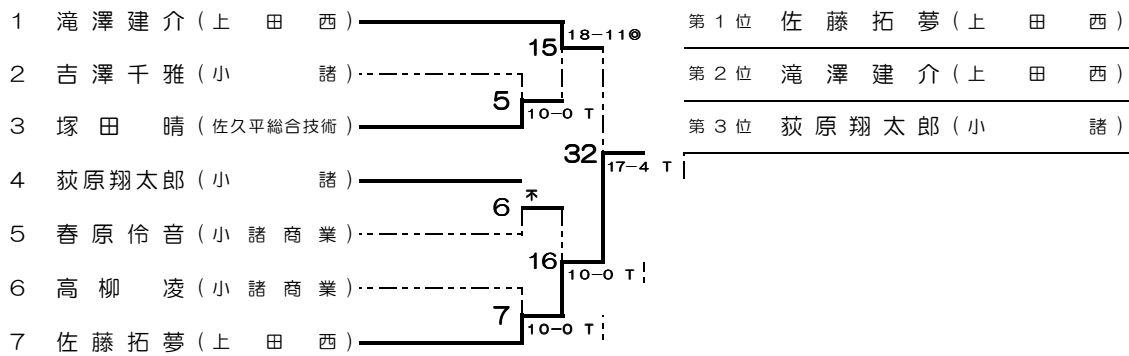 1 滝澤建介（上田西）
15 18-11◎
2 吉澤千雅（小諸）
5 10-0 T
3 塚田晴（佐久平総合技術）
32 17-4 T
4 荻原翔太郎（小諸）
6 不
5 春原伶音（小諸商業）
16 10-0 T
6 高柳凌（小諸商業）
7 10-0 T
7 佐藤拓夢（上田西）
第1位 佐藤拓夢（上田西）
第2位 滝澤建介（上田西）
第3位 荻原翔太郎（小諸）